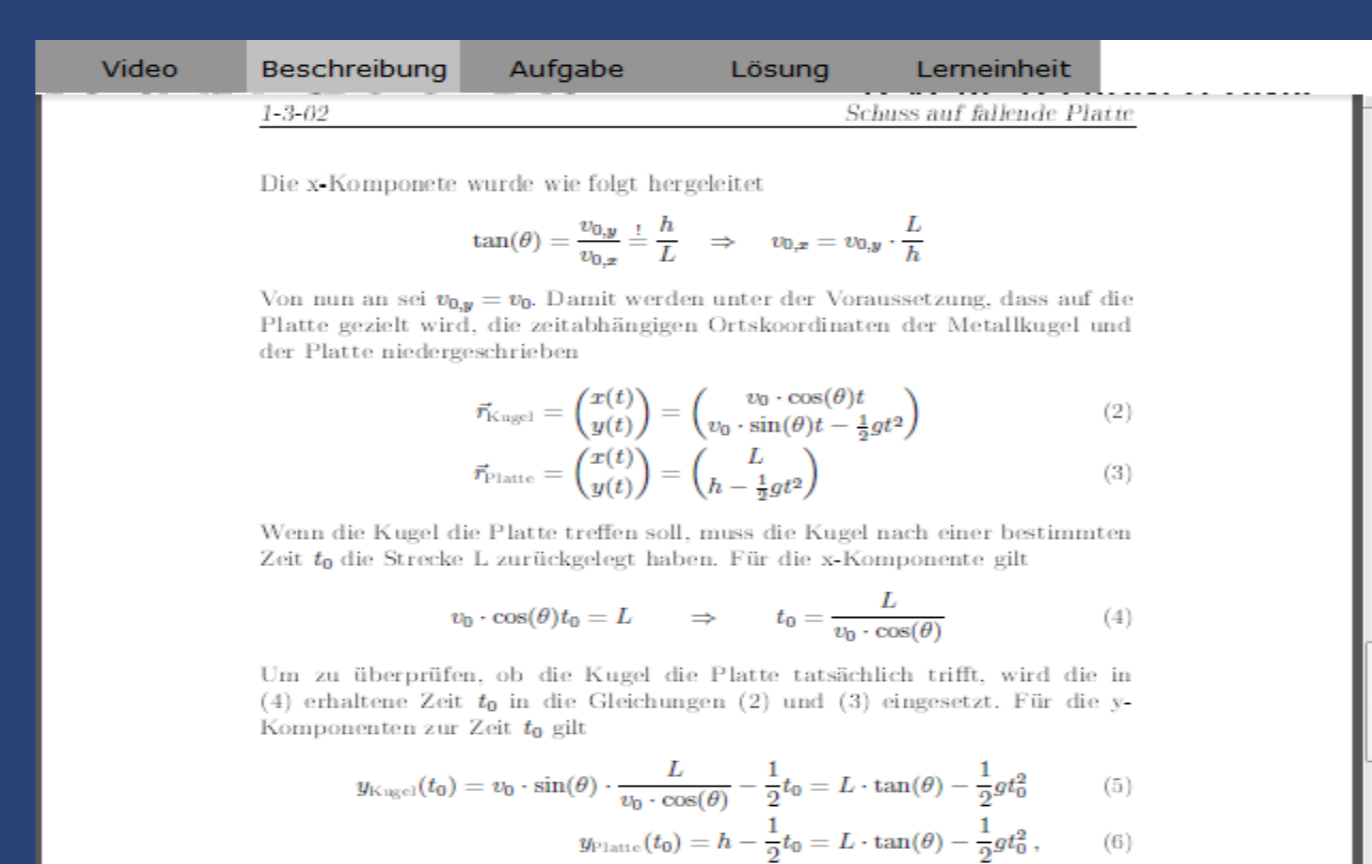 Video Beschreibung Aufgabe Lösung Lerneinheit
1-3-02 Schuss auf fallende Platte
Die x-Komponete wurde wie folgt hergeleitet
tan(θ) = v₀,y / v₀,x =! h / L ⇒ v₀,x = v₀,y · L / h
Von nun an sei v₀,y = v₀. Damit werden unter der Voraussetzung, dass auf die
Platte gezielt wird, die zeitabhängigen Ortskoordinaten der Metallkugel und
der Platte niedergeschrieben
r⃗Kugel = (x(t) y(t)) = (v₀ · cos(θ)t v₀ · sin(θ)t − ½gt²) (2)
r⃗Platte = (x(t) y(t)) = (L h − ½gt²) (3)
Wenn die Kugel die Platte treffen soll, muss die Kugel nach einer bestimmten
Zeit t₀ die Strecke L zurückgelegt haben. Für die x-Komponente gilt
v₀ · cos(θ)t₀ = L ⇒ t₀ = L / (v₀ · cos(θ)) (4)
Um zu überprüfen, ob die Kugel die Platte tatsächlich trifft, wird die in
(4) erhaltene Zeit t₀ in die Gleichungen (2) und (3) eingesetzt. Für die y-
Komponenten zur Zeit t₀ gilt
yKugel(t₀) = v₀ · sin(θ) · L / (v₀ · cos(θ)) − ½t₀ = L · tan(θ) − ½gt₀² (5)
yPlatte(t₀) = h − ½t₀ = L · tan(θ) − ½gt₀² , (6)